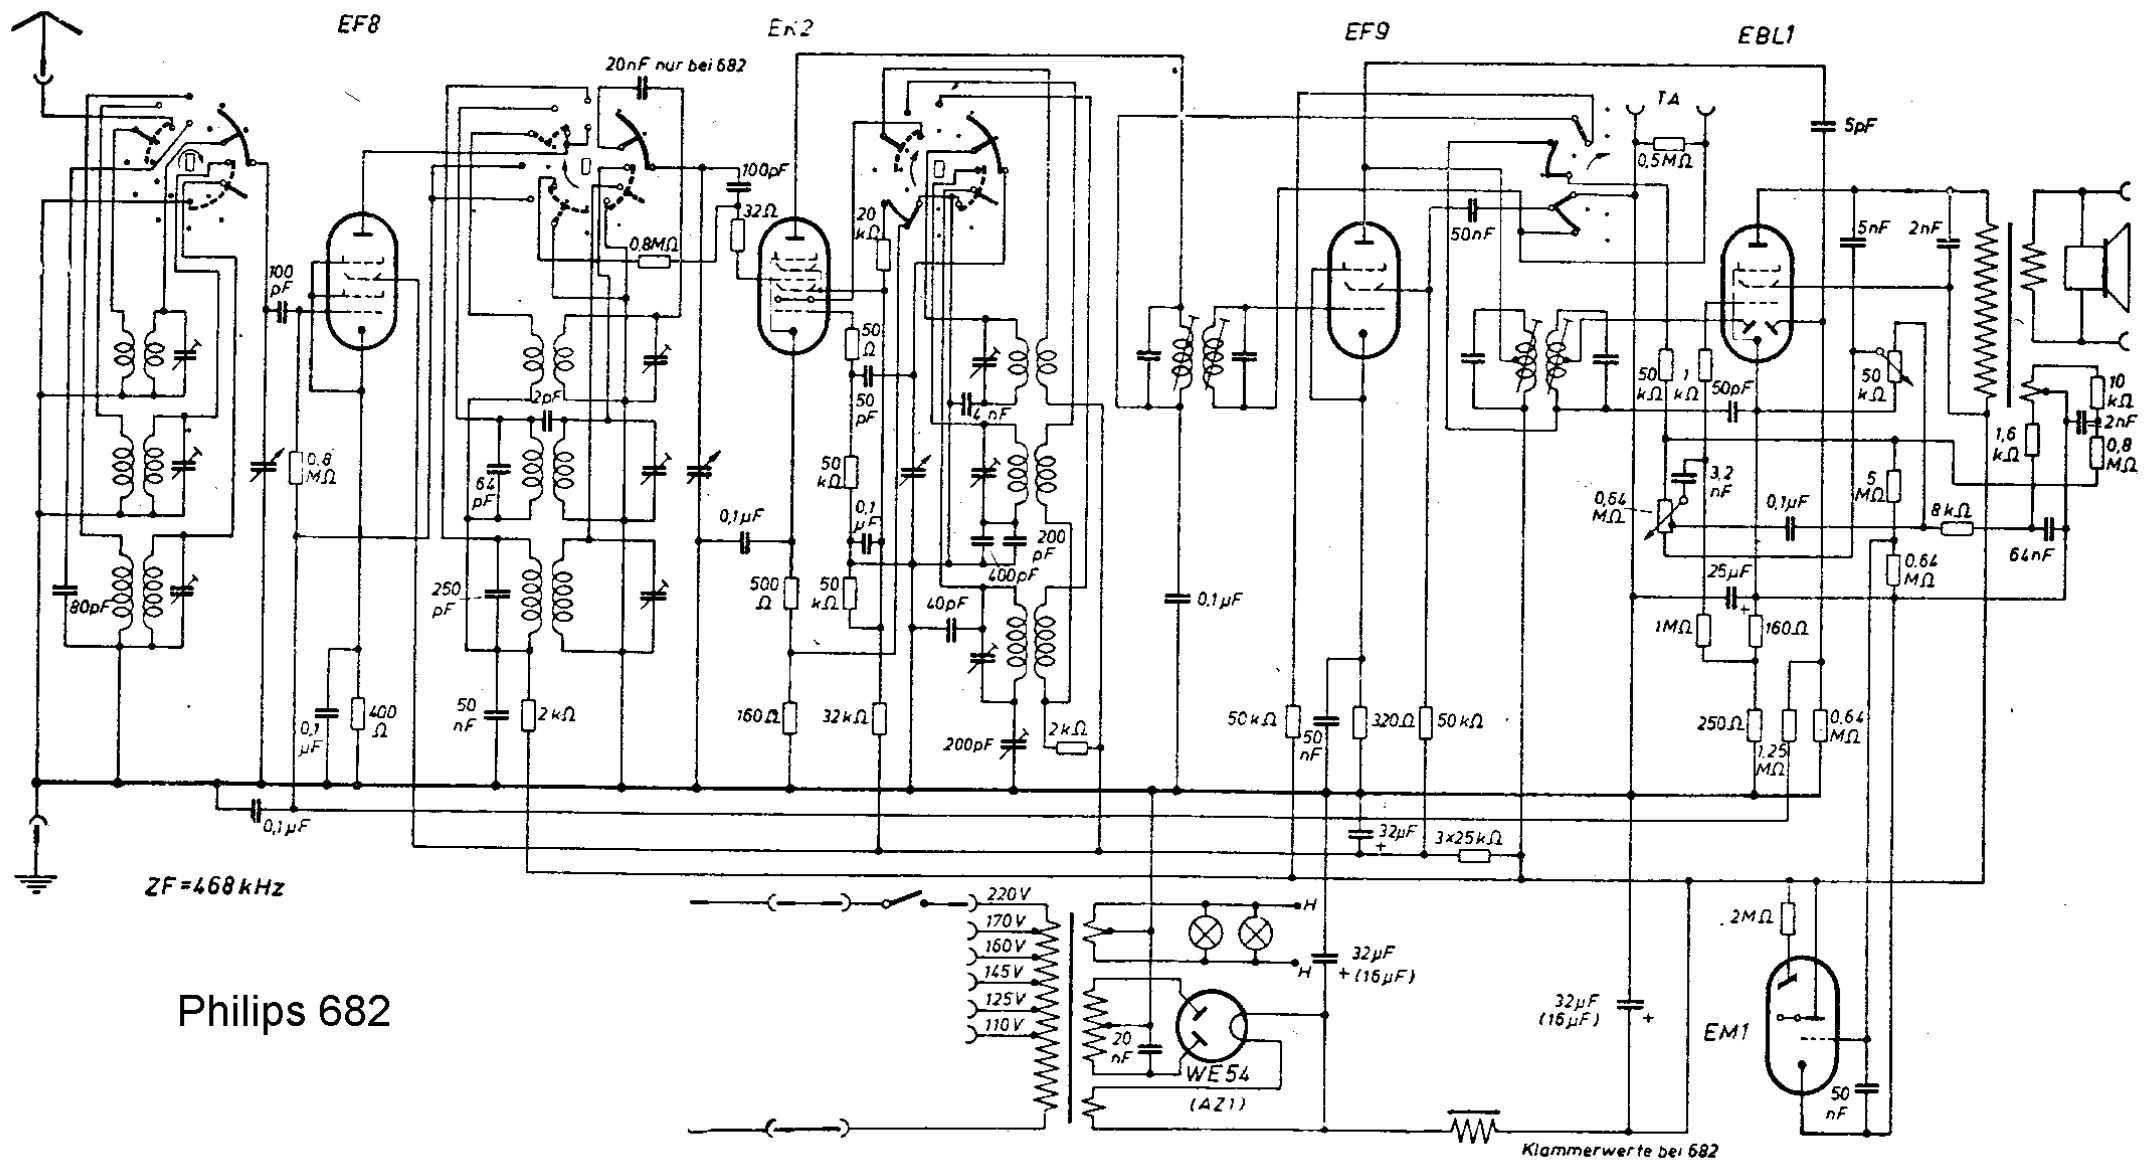 EF8
EK2
EF9
EBL1
20nF nur bei 682
TA
5pF
0,5MΩ
100pF
32Ω
20
kΩ
50nF
5nF
2nF
0,8MΩ
100
pF
50
Ω
50
pF
4nF
2pF
50
kΩ
1
kΩ
50pF
50
kΩ
10
kΩ
2nF
1,6
kΩ
0,8
MΩ
0,8
MΩ
64
pF
50
kΩ
3,2
nF
5
MΩ
0,64
MΩ
0,1µF
8kΩ
64nF
0,1µF
0,1
µF
200
pF
400pF
80pF
250
pF
500
Ω
50
kΩ
40pF
0,1µF
25µF
+
0,64
MΩ
1MΩ
160Ω
0,1
µF
400
Ω
50
nF
2kΩ
160Ω
32kΩ
200pF
2kΩ
50kΩ
50
nF
320Ω
50kΩ
250Ω
1,25
MΩ
0,64
MΩ
0,1µF
32µF
+
3x25kΩ
ZF=468kHz
220V
170V
160V
145V
125V
110V
H
H
32µF
+ (16µF)
2MΩ
20
nF
WE54
(AZ1)
32µF
(16µF)
+
EM1
50
nF
Philips 682
Klammerwerte bei 682